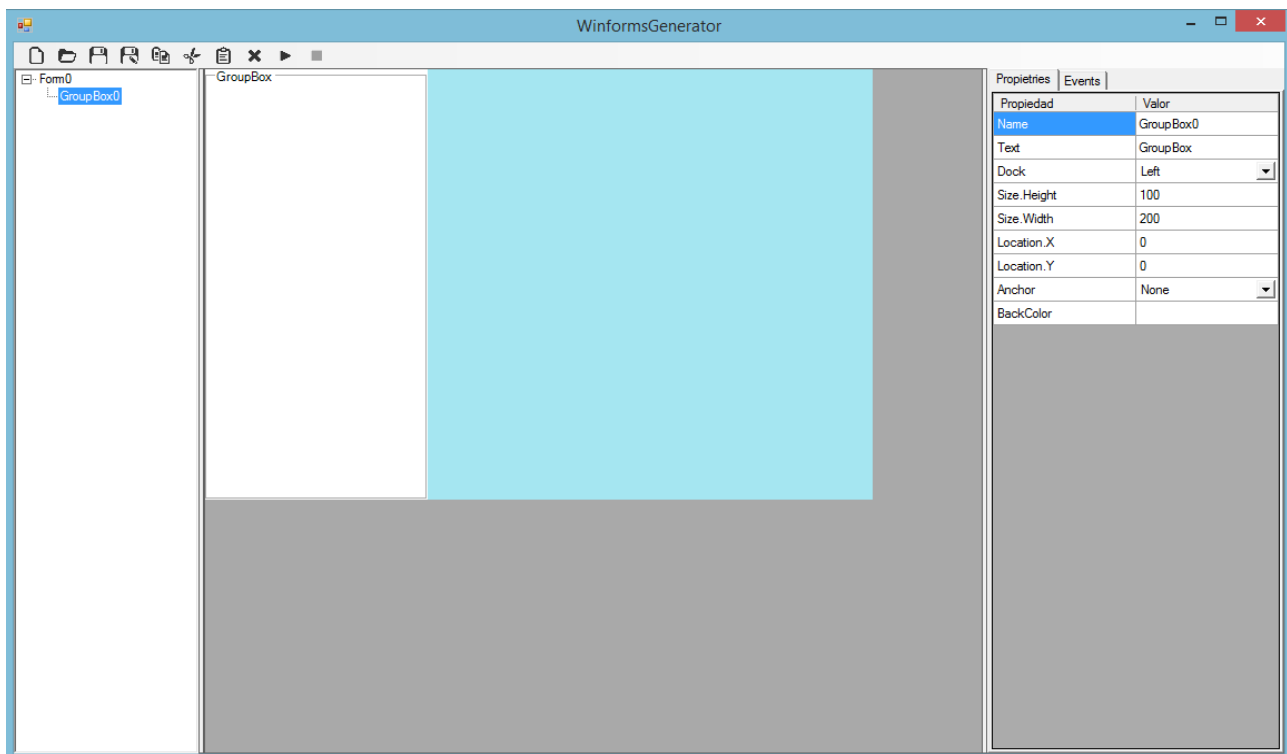 WinformsGenerator
Form0
GroupBox0
GroupBox
Propietries Events
Propiedad Valor
Name GroupBox0
Text GroupBox
Dock Left
Size.Height 100
Size.Width 200
Location.X 0
Location.Y 0
Anchor None
BackColor